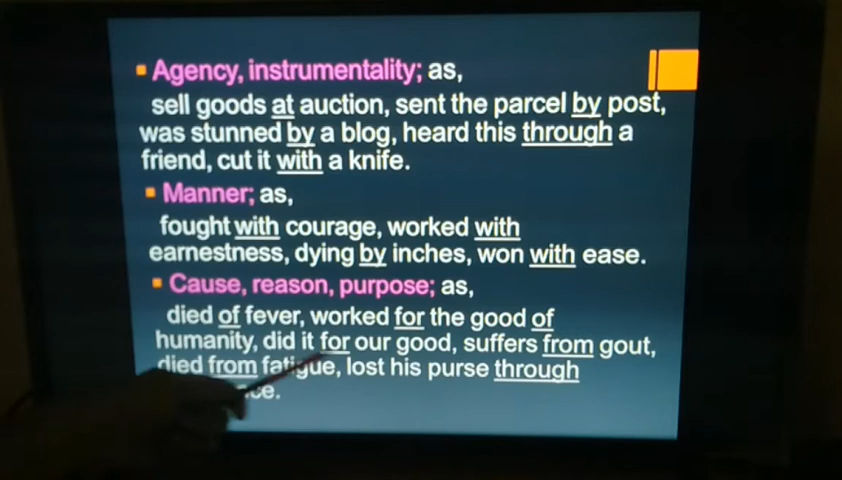 Agency, instrumentality; as,
sell goods at auction, sent the parcel by post,
was stunned by a blog, heard this through a
friend, cut it with a knife.
Manner; as,
fought with courage, worked with
earnestness, dying by inches, won with ease.
Cause, reason, purpose; as,
died of fever, worked for the good of
humanity, did it for our good, suffers from gout,
died from fatigue, lost his purse through